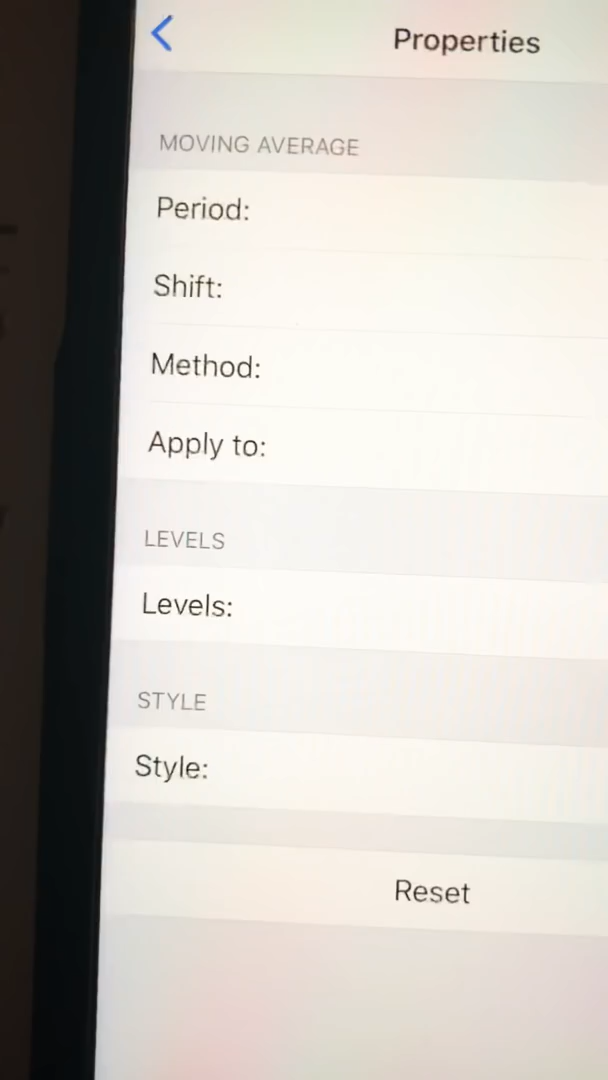 Properties
MOVING AVERAGE
Period:
Shift:
Method:
Apply to:
LEVELS
Levels:
STYLE
Style:
Reset